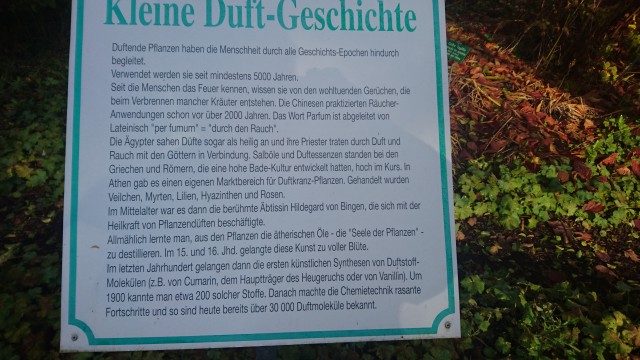 Kleine Duft-Geschichte
Duftende Pflanzen haben die Menschheit durch alle Geschichts-Epochen hindurch
begleitet.
Verwendet werden sie seit mindestens 5000 Jahren.
Seit die Menschen das Feuer kennen, wissen sie von den wohltuenden Gerüchen, die
beim Verbrennen mancher Kräuter entstehen. Die Chinesen praktizierten Räucher-
Anwendungen schon vor über 2000 Jahren. Das Wort Parfum ist abgeleitet von
Lateinisch "per fumum" = "durch den Rauch".
Die Ägypter sahen Düfte sogar als heilig an und ihre Priester traten durch Duft und
Rauch mit den Göttern in Verbindung. Salböle und Duftessenzen standen bei den
Griechen und Römern, die eine hohe Bade-Kultur entwickelt hatten, hoch im Kurs. In
Athen gab es einen eigenen Marktbereich für Duftkranz-Pflanzen. Gehandelt wurden
Veilchen, Myrten, Lilien, Hyazinthen und Rosen.
Im Mittelalter war es dann die berühmte Äbtissin Hildegard von Bingen, die sich mit der
Heilkraft von Pflanzendüften beschäftigte.
Allmählich lernte man, aus den Pflanzen die ätherischen Öle - die "Seele der Pflanzen" -
zu destillieren. Im 15. und 16. Jhd. gelangte diese Kunst zu voller Blüte.
Im letzten Jahrhundert gelangen dann die ersten künstlichen Synthesen von Duftstoff-
Molekülen (z.B. von Cumarin, dem Hauptträger des Heugeruchs oder von Vanillin). Um
1900 kannte man etwa 200 solcher Stoffe. Danach machte die Chemietechnik rasante
Fortschritte und so sind heute bereits über 30 000 Duftmoleküle bekannt.